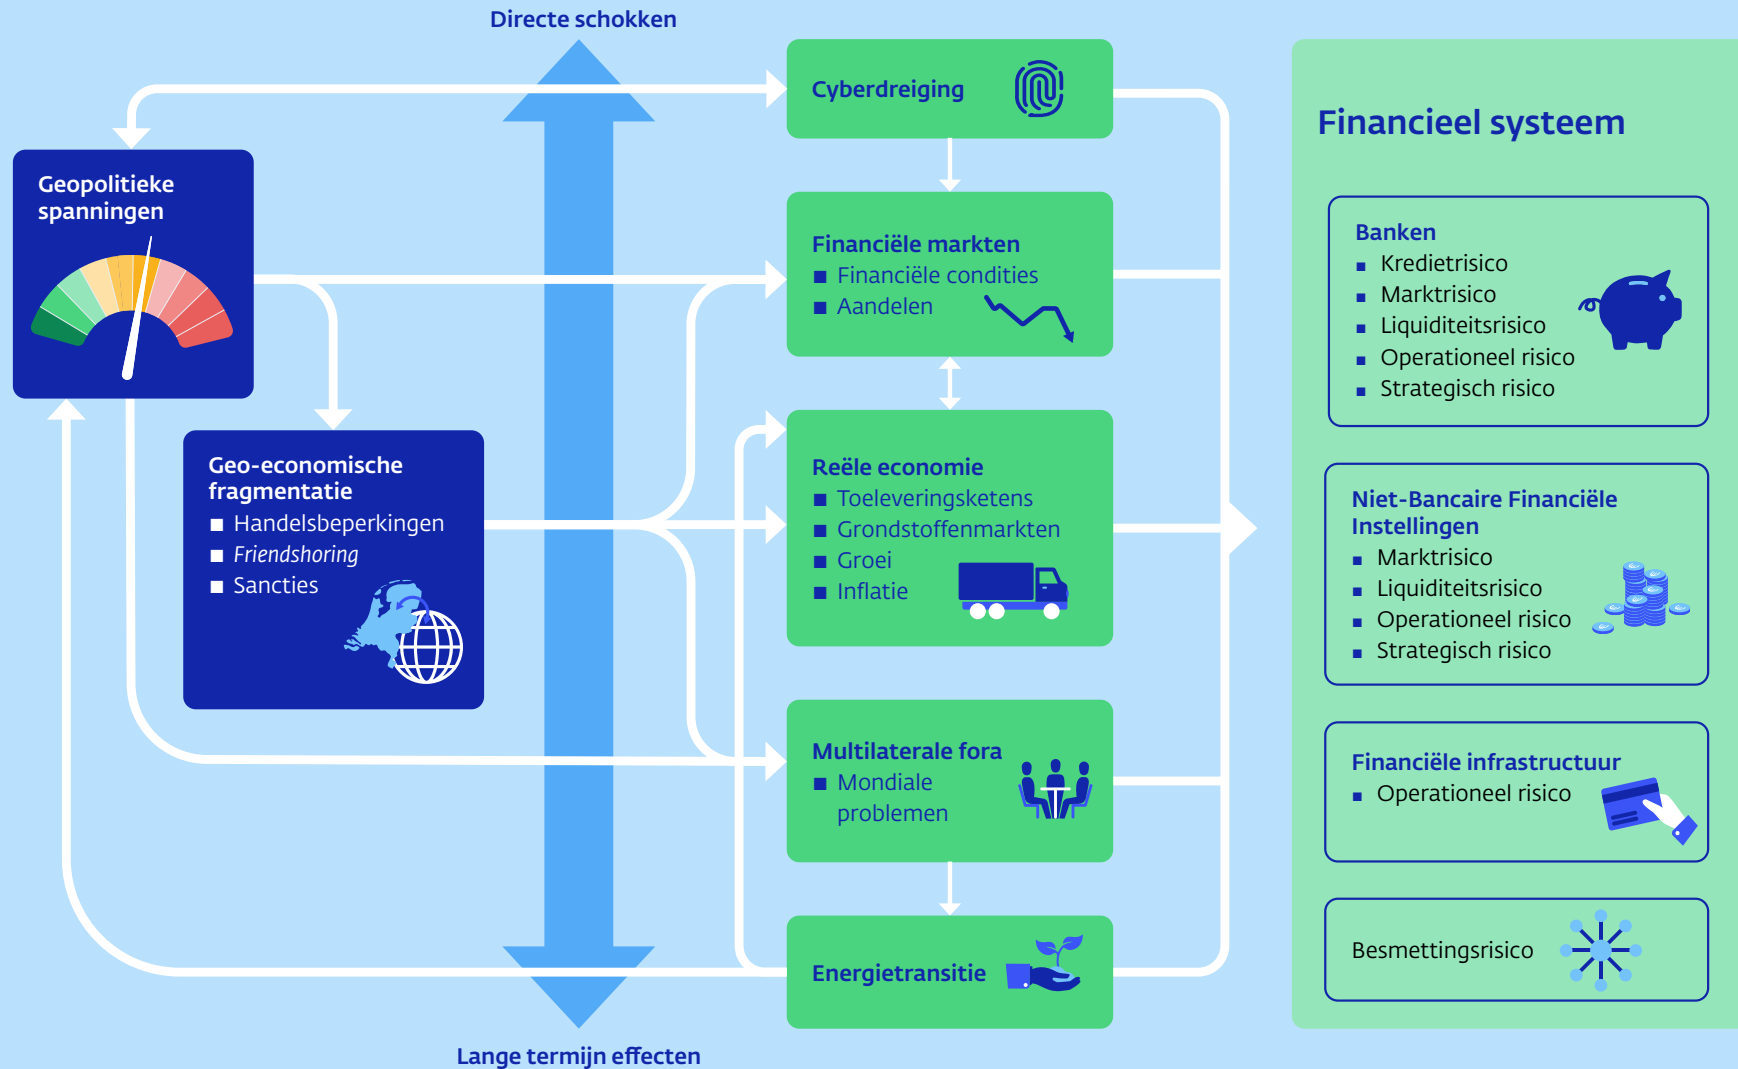 Directe schokken
Geopolitieke
spanningen
Geo-economische
fragmentatie
■ Handelsbeperkingen
■ Friendshoring
■ Sancties
Cyberdreiging
Financiële markten
■ Financiële condities
■ Aandelen
Reële economie
■ Toeleveringsketens
■ Grondstoffenmarkten
■ Groei
■ Inflatie
Multilaterale fora
■ Mondiale
problemen
Energietransitie
Lange termijn effecten
Financieel systeem
Banken
■ Kredietrisico
■ Marktrisico
■ Liquiditeitsrisico
■ Operationeel risico
■ Strategisch risico
Niet-Bancaire Financiële
Instellingen
■ Marktrisico
■ Liquiditeitsrisico
■ Operationeel risico
■ Strategisch risico
Financiële infrastructuur
■ Operationeel risico
Besmettingsrisico